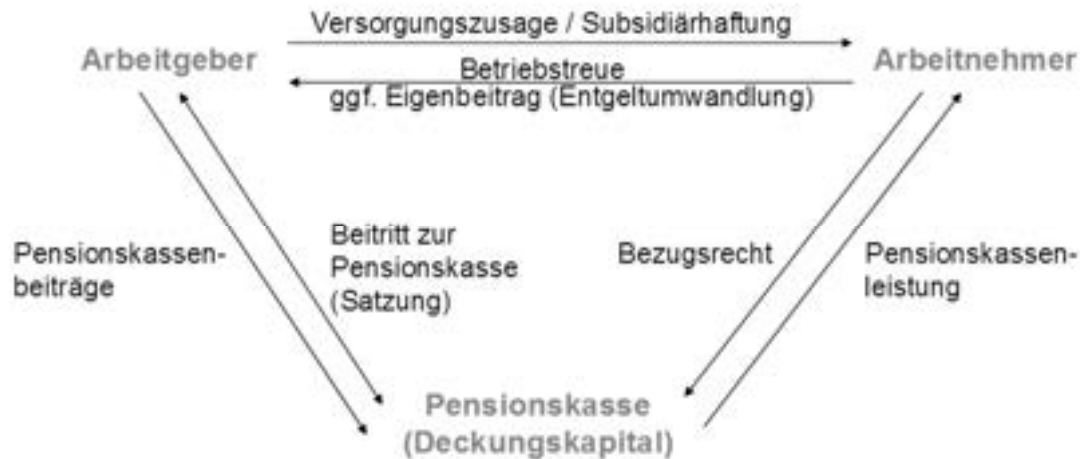 Versorgungszusage / Subsidiärhaftung
Arbeitgeber
Arbeitnehmer
Betriebstreue
ggf. Eigenbeitrag (Entgeltumwandlung)
Pensionskassen-
beiträge
Beitritt zur
Pensionskasse
(Satzung)
Bezugsrecht
Pensionskassen-
leistung
Pensionskasse
(Deckungskapital)